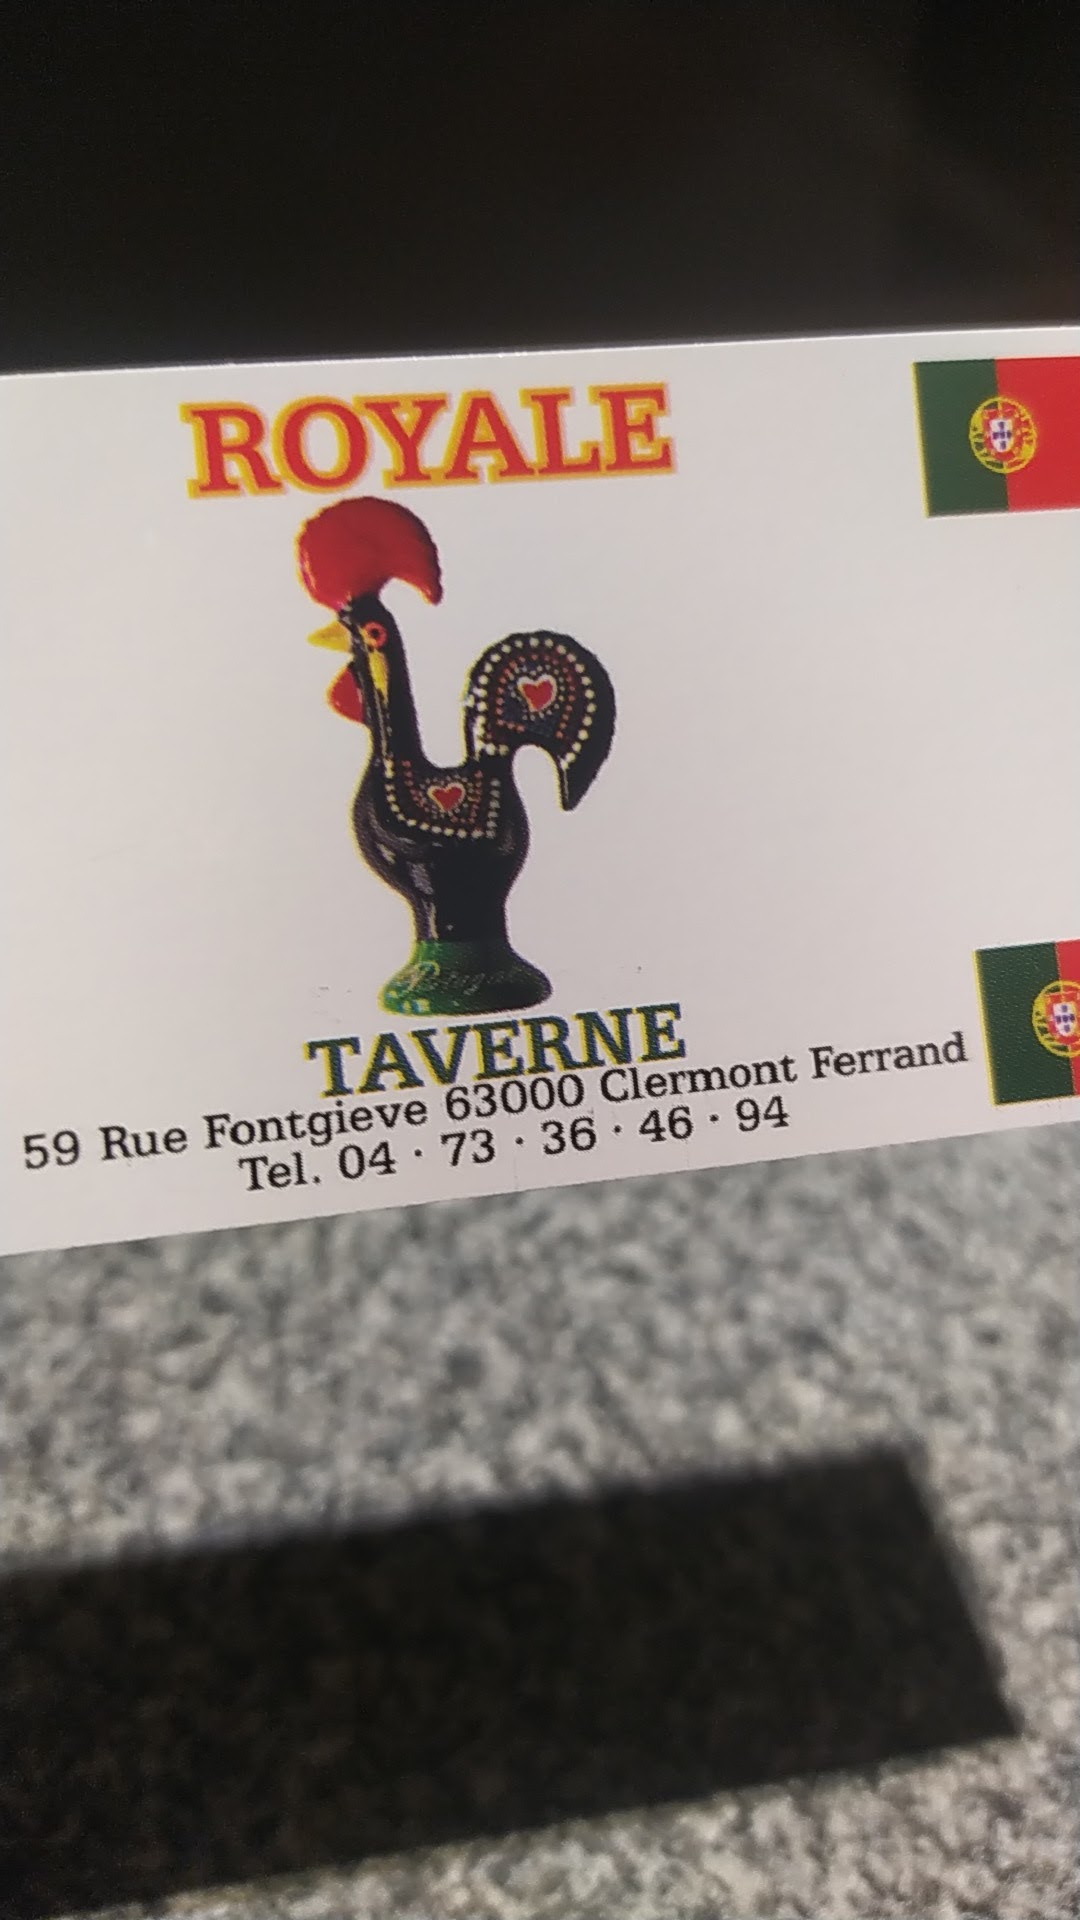 ROYALE
TAVERNE
59 Rue Fontgieve 63000 Clermont Ferrand
Tel. 04 · 73 · 36 · 46 · 94